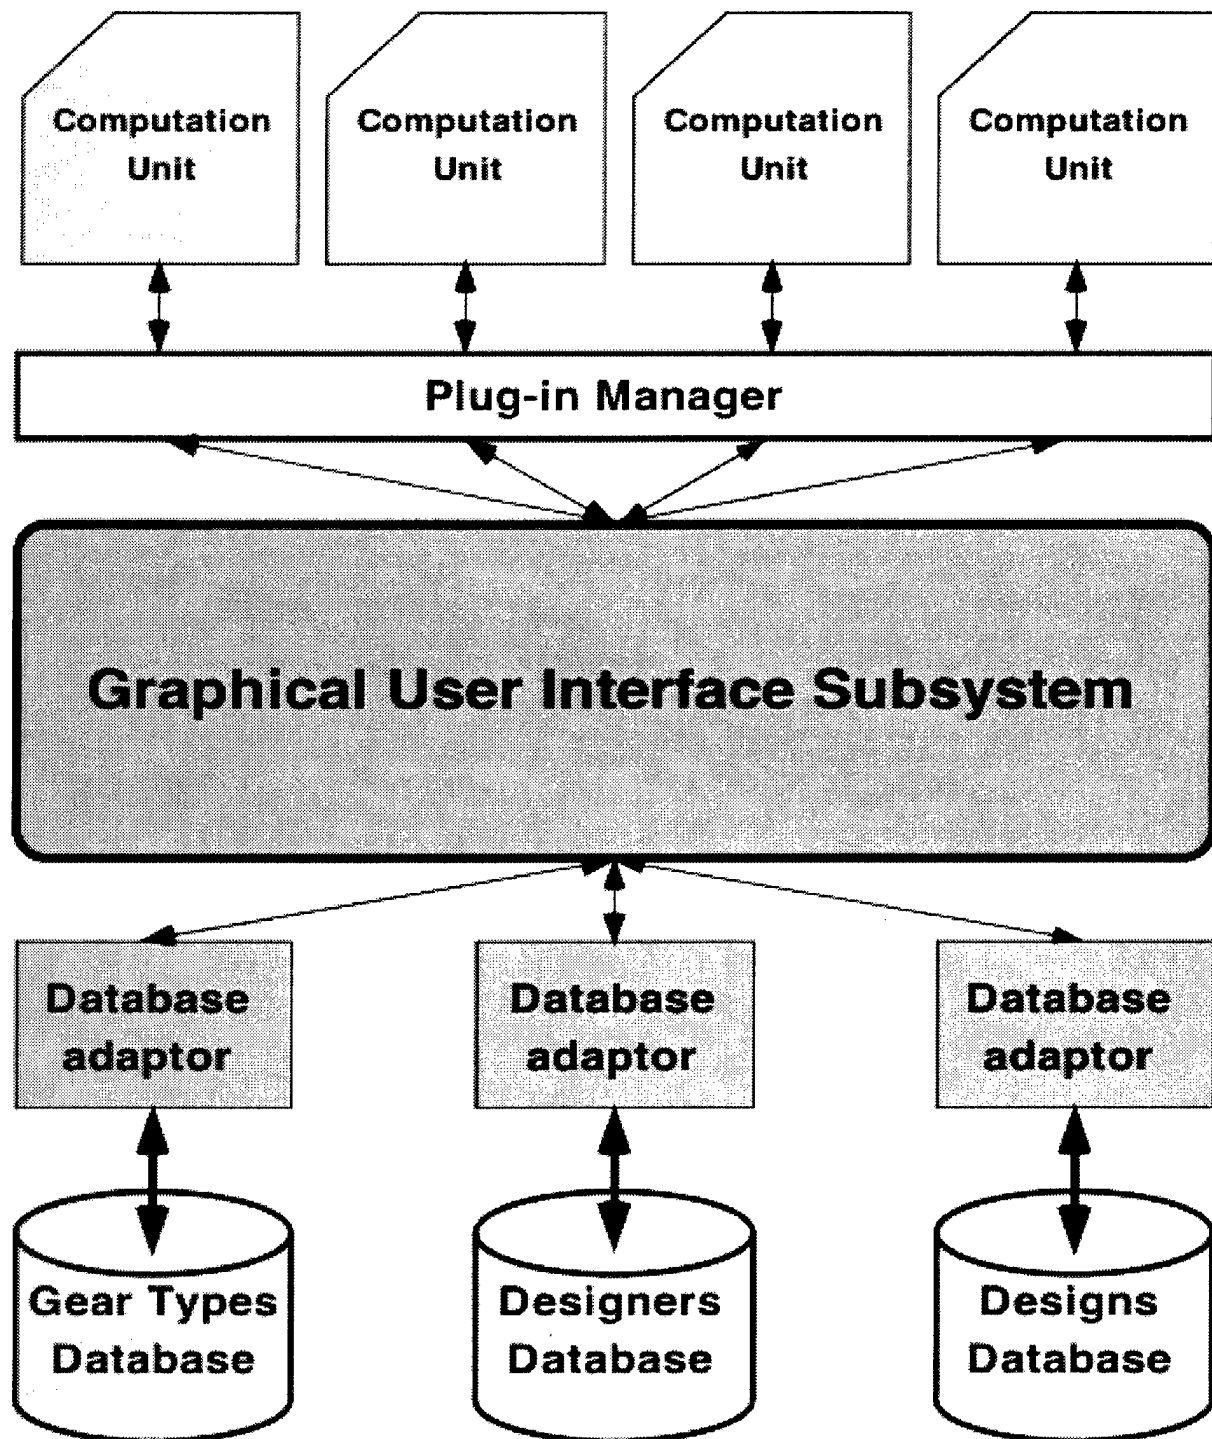 Computation Computation Computation Computation
Unit Unit Unit Unit
Plug-in Manager
Graphical User Interface Subsystem
Database Database Database
adaptor adaptor adaptor
Gear Types Designers Designs
Database Database Database